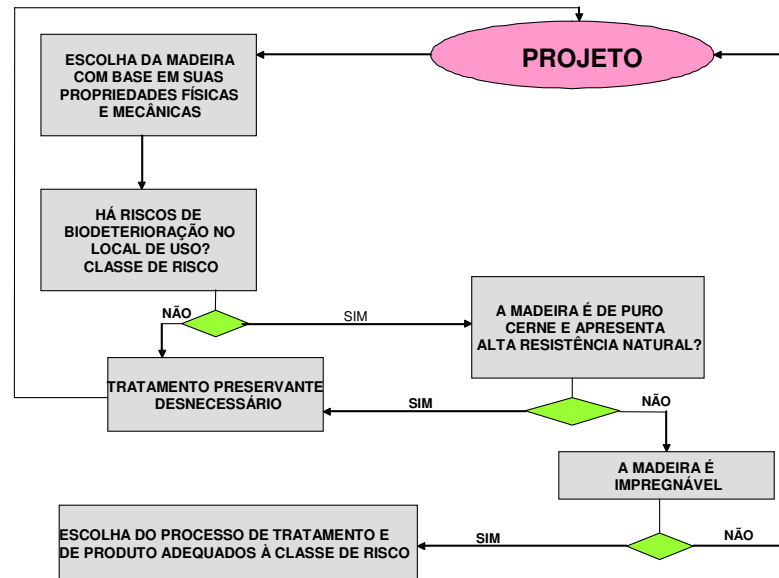 PROJETO
ESCOLHA DA MADEIRA
COM BASE EM SUAS
PROPRIEDADES FÍSICAS
E MECÂNICAS
HÁ RISCOS DE
BIODETERIORAÇÃO NO
LOCAL DE USO?
CLASSE DE RISCO
NÃO
SIM
A MADEIRA É DE PURO
CERNE E APRESENTA
ALTA RESISTÊNCIA NATURAL?
TRATAMENTO PRESERVANTE
DESNECESSÁRIO
SIM
NÃO
A MADEIRA É
IMPREGNÁVEL
ESCOLHA DO PROCESSO DE TRATAMENTO E
DE PRODUTO ADEQUADOS À CLASSE DE RISCO
SIM
NÃO